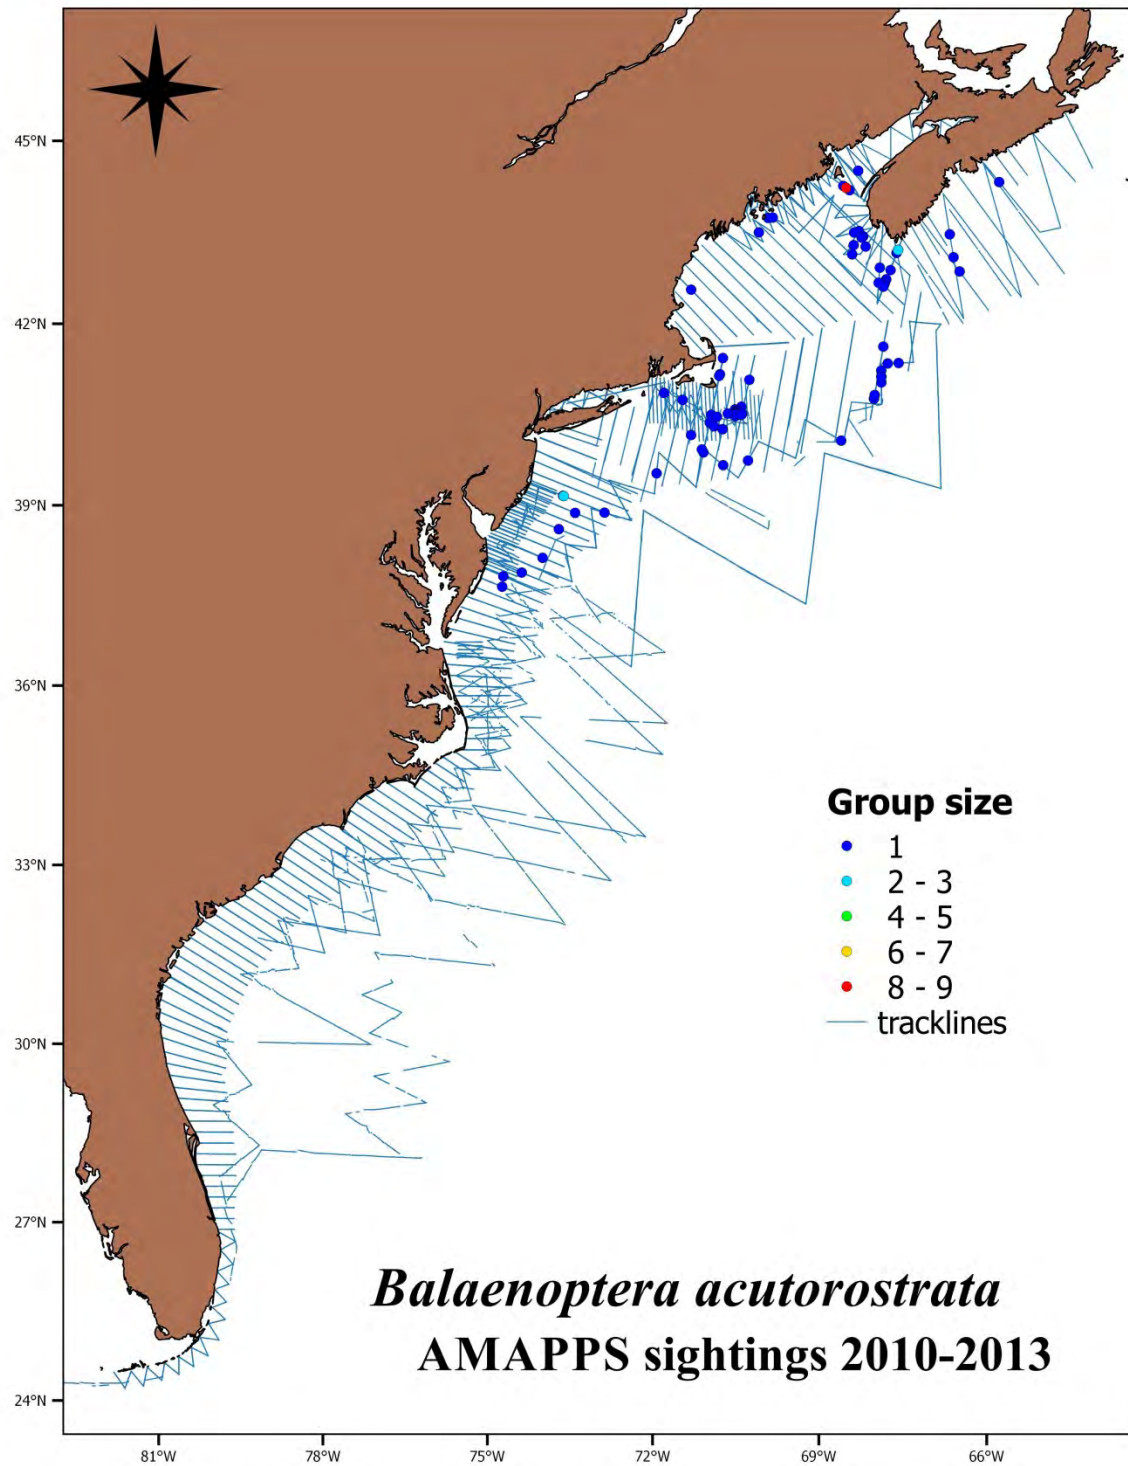 45°N
42°N
39°N
36°N
33°N
30°N
27°N
24°N
Group size
1
2 - 3
4 - 5
6 - 7
8 - 9
tracklines
Balaenoptera acutorostrata
AMAPPS sightings 2010-2013
81°W 78°W 75°W 72°W 69°W 66°W